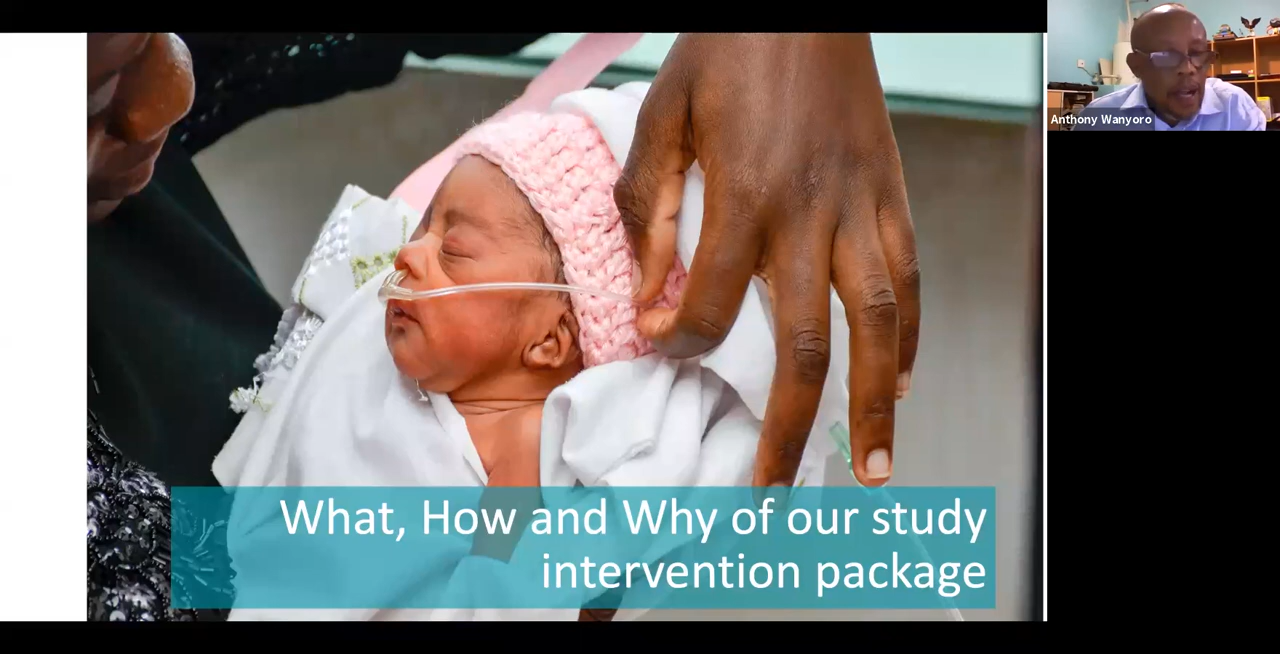 Anthony Wanyoro
What, How and Why of our study
intervention package